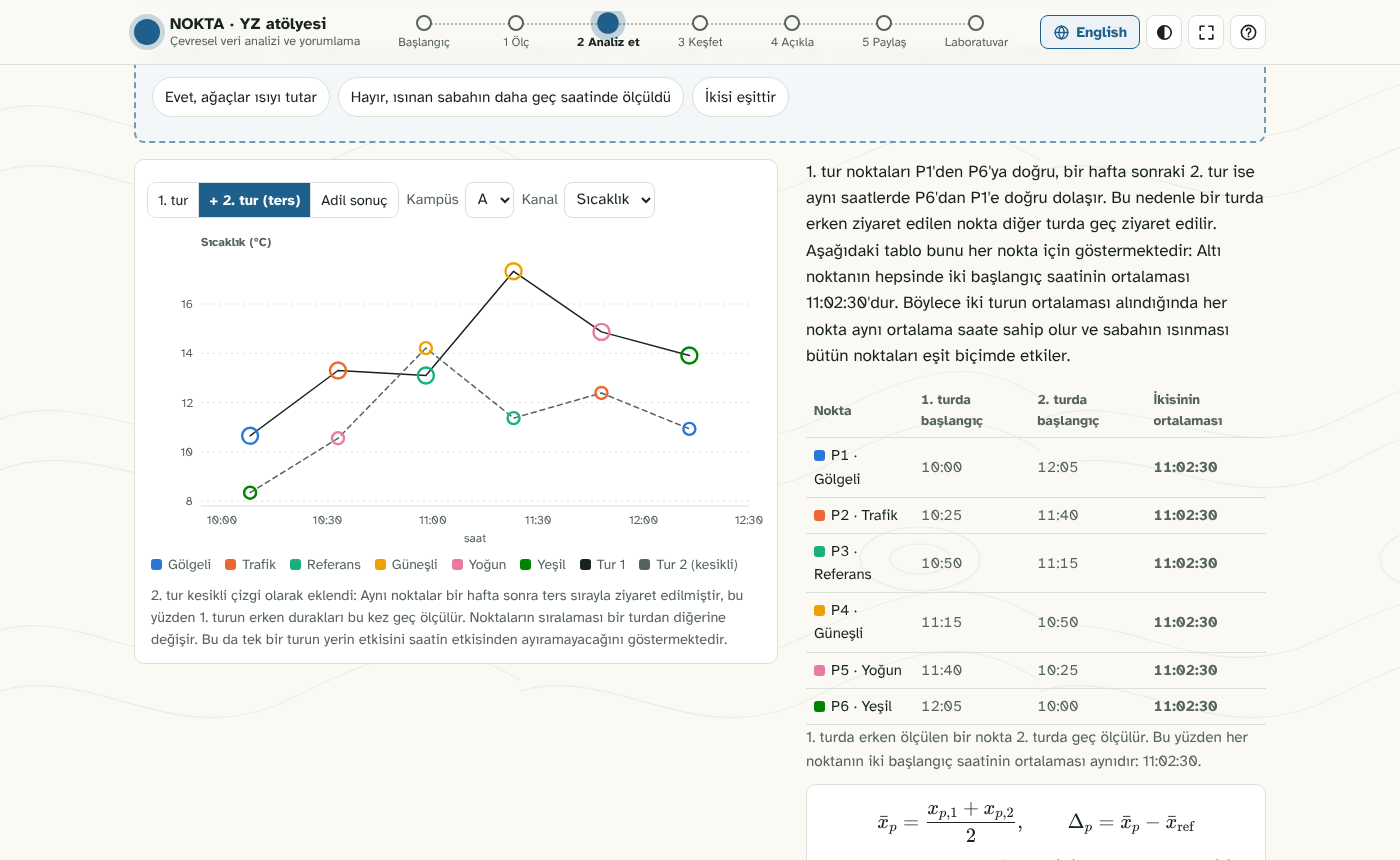 NOKTA · YZ atölyesi
Çevresel veri analizi ve yorumlama
Başlangıç
1 Ölç
2 Analiz et
3 Keşfet
4 Açıkla
5 Paylaş
Laboratuvar
English
Evet, ağaçlar ısıyı tutar
Hayır, ısınan sabahın daha geç saatinde ölçüldü
İkisi eşittir
1. tur
+ 2. tur (ters)
Adil sonuç
Kampüs
A
Kanal
Sıcaklık
Sıcaklık (°C)
16
14
12
10
8
10:00
10:30
11:00
11:30
12:00
12:30
saat
Gölgeli
Trafik
Referans
Güneşli
Yoğun
Yeşil
Tur 1
Tur 2 (kesikli)
2. tur kesikli çizgi olarak eklendi: Aynı noktalar bir hafta sonra ters sırayla ziyaret edilmiştir, bu
yüzden 1. turun erken durakları bu kez geç ölçülür. Noktaların sıralaması bir turdan diğerine
değişir. Bu da tek bir turun yerin etkisini saatin etkisinden ayıramayacağını göstermektedir.
1. tur noktaları P1'den P6'ya doğru, bir hafta sonraki 2. tur ise
aynı saatlerde P6'dan P1'e doğru dolaşır. Bu nedenle bir turda
erken ziyaret edilen nokta diğer turda geç ziyaret edilir.
Aşağıdaki tablo bunu her nokta için göstermektedir: Altı
noktanın hepsinde iki başlangıç saatinin ortalaması
11:02:30'dur. Böylece iki turun ortalaması alındığında her
nokta aynı ortalama saate sahip olur ve sabahın ısınması
bütün noktaları eşit biçimde etkiler.
Nokta
1. turda başlangıç
2. turda başlangıç
İkisinin ortalaması
P1 · Gölgeli 10:00 12:05 11:02:30
P2 · Trafik 10:25 11:40 11:02:30
P3 · Referans 10:50 11:15 11:02:30
P4 · Güneşli 11:15 10:50 11:02:30
P5 · Yoğun 11:40 10:25 11:02:30
P6 · Yeşil 12:05 10:00 11:02:30
1. turda erken ölçülen bir nokta 2. turda geç ölçülür. Bu yüzden her
noktanın iki başlangıç saatinin ortalaması aynıdır: 11:02:30.
x̄_p = (x_{p,1} + x_{p,2}) / 2, Δ_p = x̄_p − x̄_ref